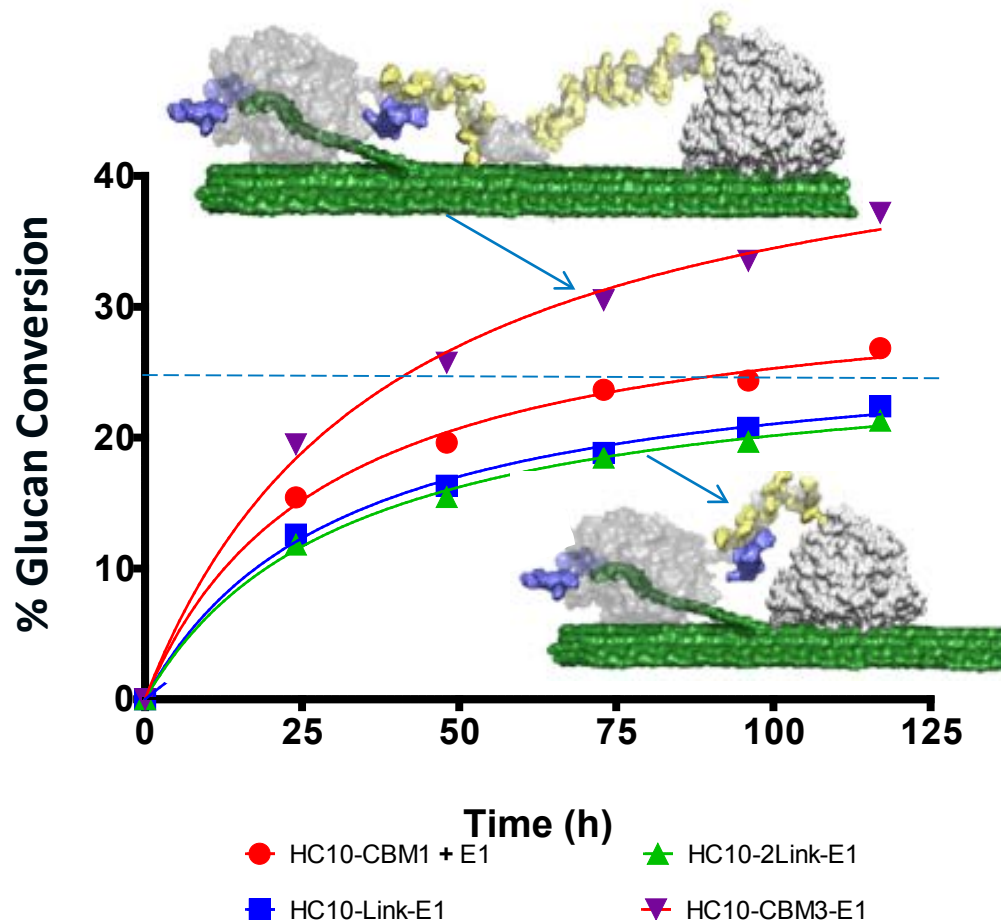 % Glucan Conversion
40
30
20
10
0
0 25 50 75 100 125
Time (h)
HC10-CBM1 + E1 HC10-2Link-E1
HC10-Link-E1 HC10-CBM3-E1